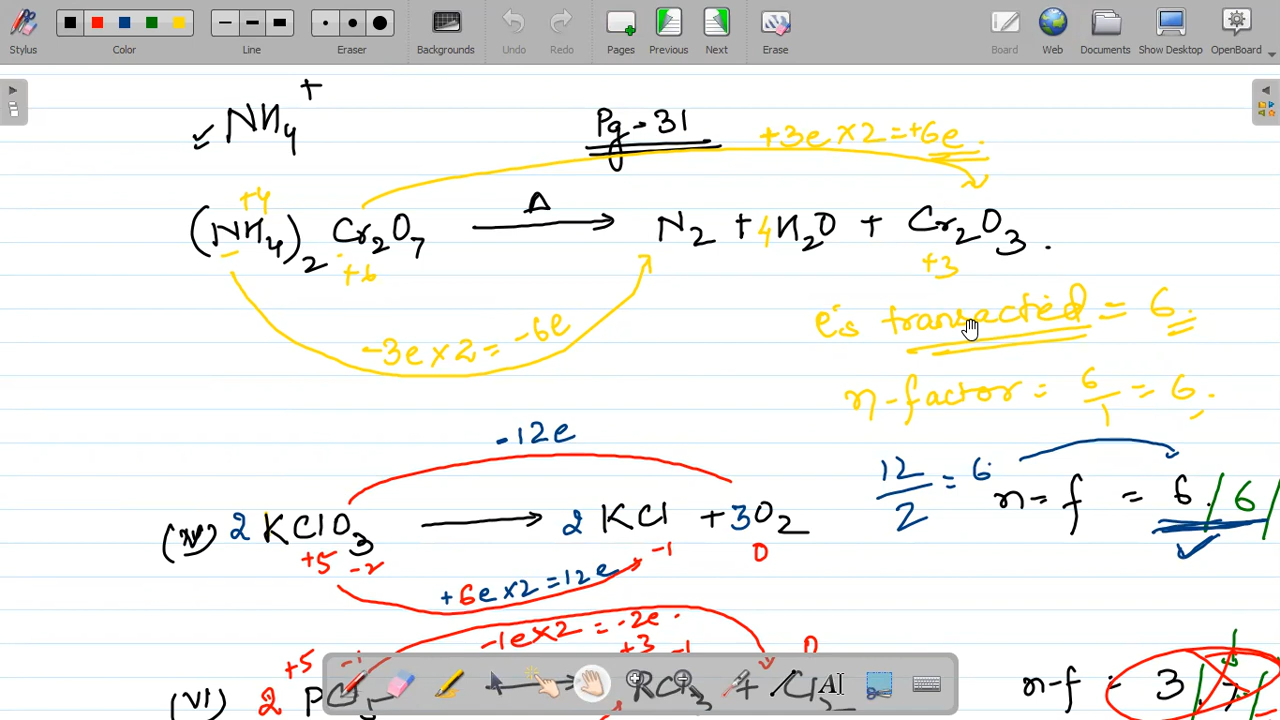 Stylus Color Line Eraser Backgrounds Undo Redo Pages Previous Next Erase Board Web Documents Show Desktop OpenBoard
NH4+
Pg-31
+3e×2=+6e.
+4
(NH4)2 Cr2O7 Δ→ N2 + 4H2O + Cr2O3.
+6
+3
-3e×2=-6e
e's transacted = 6.
n-factor = 6/1 = 6.
-12e
12/2 = 6
n=f = 6/6/
(IV) 2KClO3 → 2KCl + 3O2
+5 -2 -1 0
+6e×2=12e
-1e×2=-2e.
+5 -1 +3 -1 0
(VI) 2 PCl5
n-f = 3